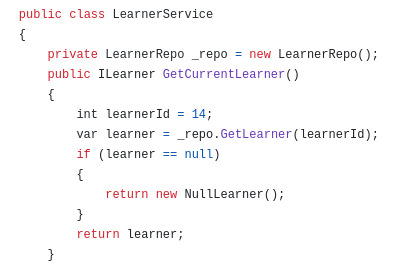 public class LearnerService
{
    private LearnerRepo _repo = new LearnerRepo();
    public ILearner GetCurrentLearner()
    {
        int learnerId = 14;
        var learner = _repo.GetLearner(learnerId);
        if (learner == null)
        {
            return new NullLearner();
        }
        return learner;
    }